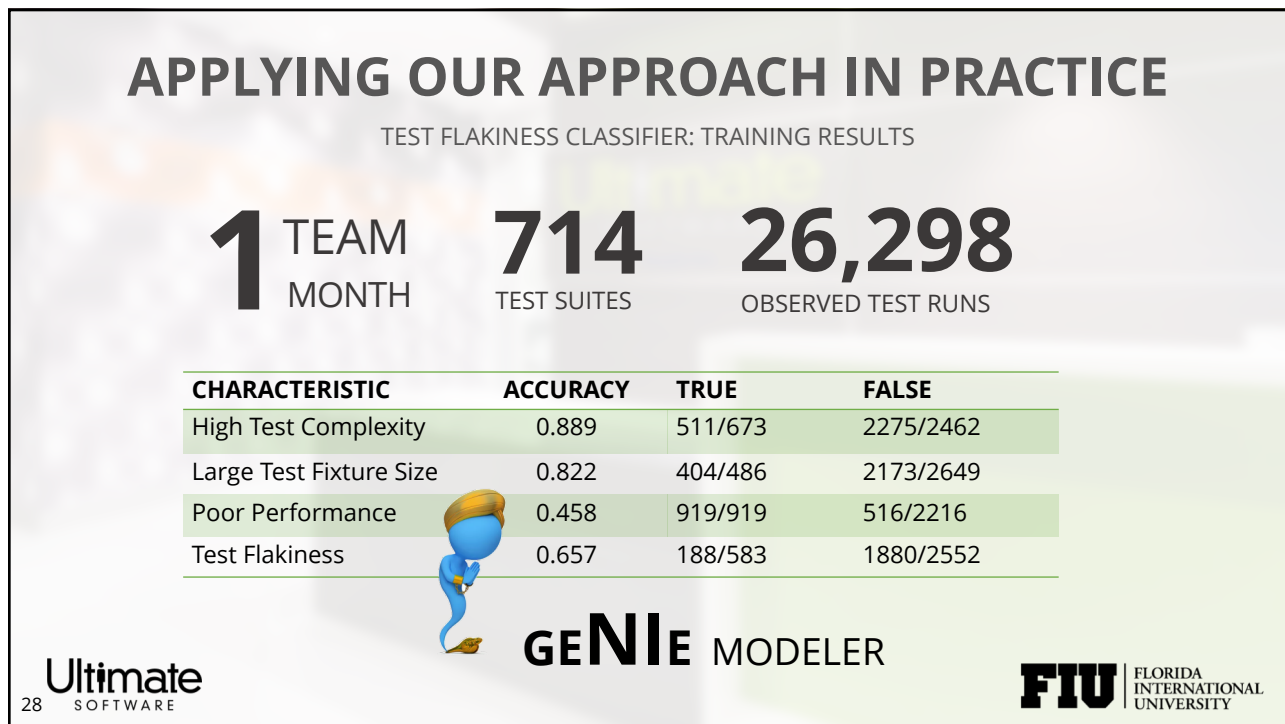 APPLYING OUR APPROACH IN PRACTICE
TEST FLAKINESS CLASSIFIER: TRAINING RESULTS
1 TEAM
MONTH
714
TEST SUITES
26,298
OBSERVED TEST RUNS
CHARACTERISTIC ACCURACY TRUE FALSE
High Test Complexity 0.889 511/673 2275/2462
Large Test Fixture Size 0.822 404/486 2173/2649
Poor Performance 0.458 919/919 516/2216
Test Flakiness 0.657 188/583 1880/2552
GENIE MODELER
Ultimate
SOFTWARE
28
FIU
FLORIDA
INTERNATIONAL
UNIVERSITY